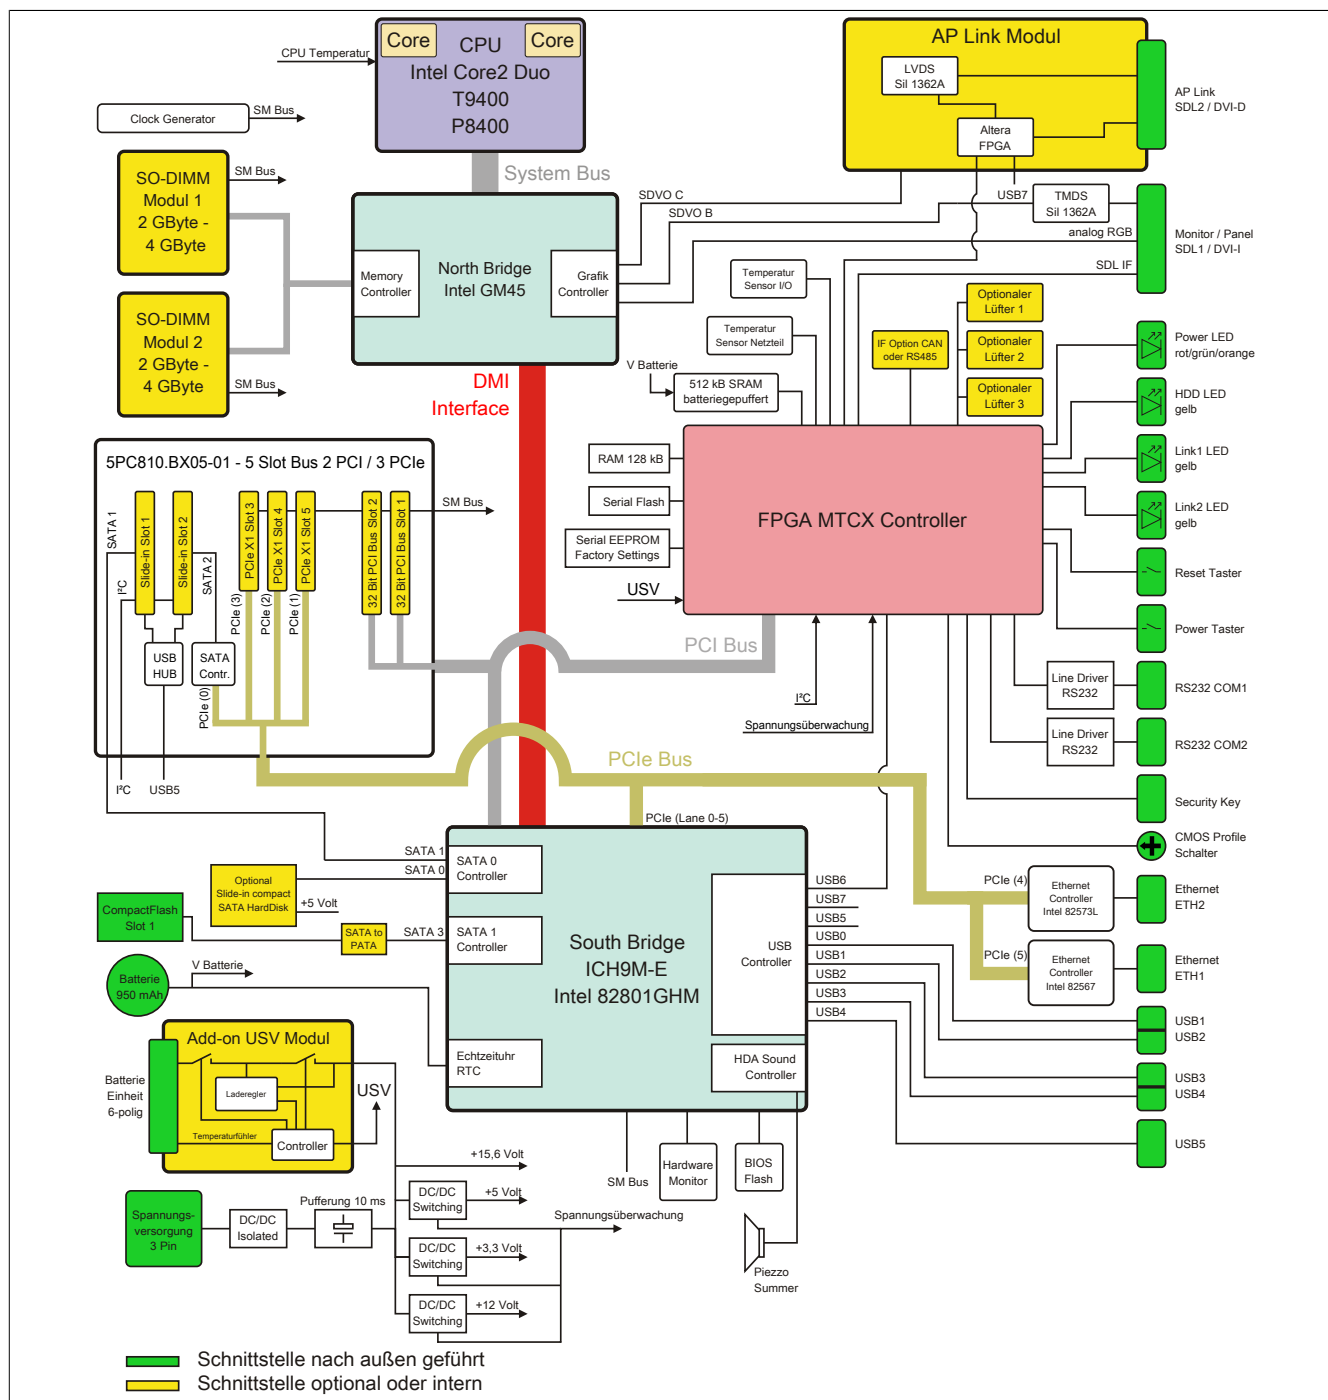 Core
CPU
Core
Intel Core2 Duo
T9400
P8400
CPU Temperatur
Clock Generator
SM Bus
SO-DIMM
Modul 1
2 GByte -
4 GByte
SM Bus
SO-DIMM
Modul 2
2 GByte -
4 GByte
SM Bus
System Bus
Memory
Controller
North Bridge
Intel GM45
Grafik
Controller
SDVO C
SDVO B
analog RGB
SDL IF
DMI
Interface
AP Link Modul
LVDS
Sil 1362A
Altera
FPGA
AP Link
SDL2 / DVI-D
USB7
TMDS
Sil 1362A
Monitor / Panel
SDL1 / DVI-I
Temperatur
Sensor I/O
Temperatur
Sensor Netzteil
V Batterie
512 kB SRAM
batteriegepuffert
IF Option CAN
oder RS485
Optionaler
Lüfter 1
Optionaler
Lüfter 2
Optionaler
Lüfter 3
Power LED
rot/grün/orange
HDD LED
gelb
Link1 LED
gelb
Link2 LED
gelb
Reset Taster
Power Taster
RAM 128 kB
Serial Flash
Serial EEPROM
Factory Settings
USV
FPGA MTCX Controller
PCI Bus
I²C
Spannungsüberwachung
Line Driver
RS232
RS232 COM1
Line Driver
RS232
RS232 COM2
Security Key
CMOS Profile
Schalter
5PC810.BX05-01 - 5 Slot Bus 2 PCI / 3 PCIe
SATA 1
Slide-in Slot 1
Slide-in Slot 2
SATA 2
PCIe X1 Slot 3
PCIe X1 Slot 4
PCIe X1 Slot 5
32 Bit PCI Bus Slot 2
32 Bit PCI Bus Slot 1
SM Bus
I²C
PCIe (3)
PCIe (2)
PCIe (1)
USB
HUB
SATA
Contr.
PCIe (0)
I²C
USB5
PCIe Bus
PCIe (Lane 0-5)
SATA 1
SATA 0
SATA 0
Controller
Optional
Slide-in compact
SATA HardDisk
+5 Volt
CompactFlash
Slot 1
SATA to
PATA
SATA 3
SATA 1
Controller
South Bridge
ICH9M-E
Intel 82801GHM
USB
Controller
USB6
USB7
USB5
USB0
USB1
USB2
USB3
USB4
PCIe (4)
Ethernet
Controller
Intel 82573L
Ethernet
ETH2
PCIe (5)
Ethernet
Controller
Intel 82567
Ethernet
ETH1
USB1
USB2
USB3
USB4
USB5
Batterie
950 mAh
V Batterie
Echtzeituhr
RTC
HDA Sound
Controller
Add-on USV Modul
Laderegler
Temperaturfühler
Controller
Batterie
Einheit
6-polig
USV
SM Bus
Hardware
Monitor
BIOS
Flash
Piezzo
Summer
Spannungs-
versorgung
3 Pin
DC/DC
Isolated
Pufferung 10 ms
+15,6 Volt
DC/DC
Switching
+5 Volt
Spannungsüberwachung
DC/DC
Switching
+3,3 Volt
DC/DC
Switching
+12 Volt
Schnittstelle nach außen geführt
Schnittstelle optional oder intern